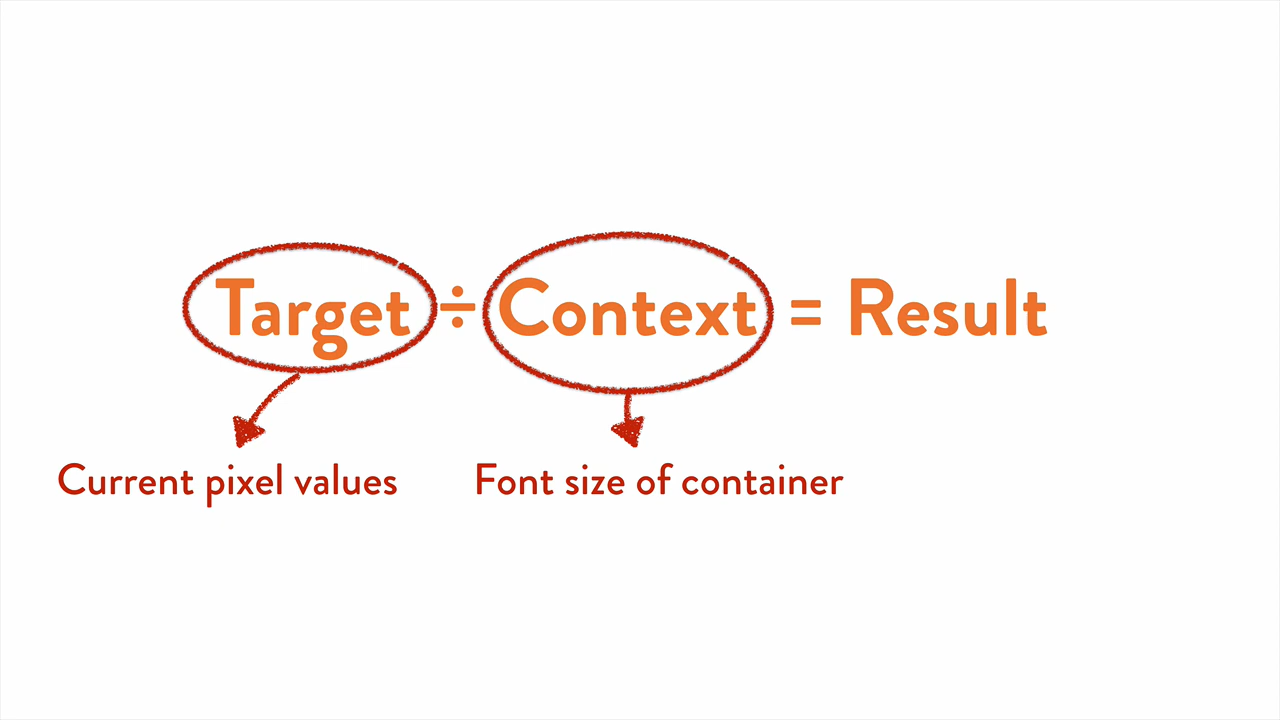 Target ÷ Context = Result
Current pixel values
Font size of container